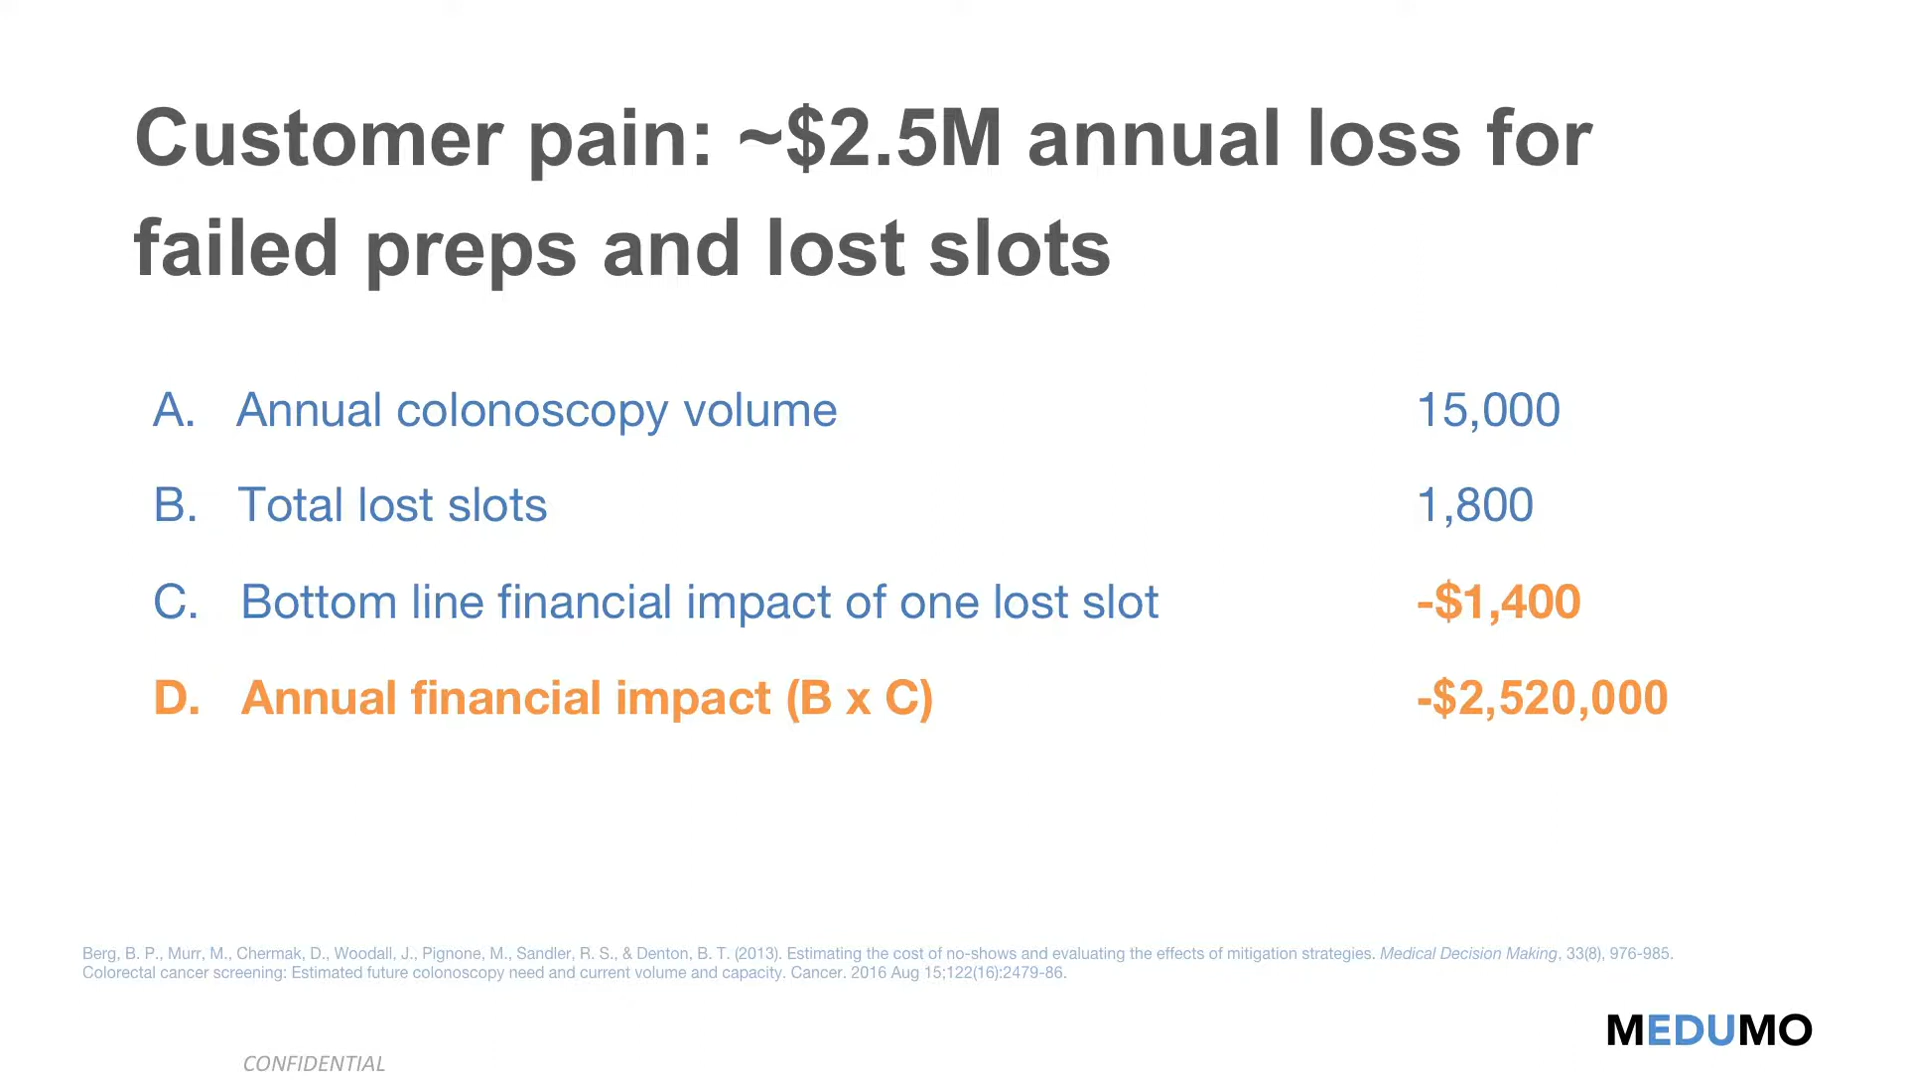 Customer pain: ~$2.5M annual loss for
failed preps and lost slots
A. Annual colonoscopy volume 15,000
B. Total lost slots 1,800
C. Bottom line financial impact of one lost slot -$1,400
D. Annual financial impact (B x C) -$2,520,000
Berg, B. P., Murr, M., Chermak, D., Woodall, J., Pignone, M., Sandler, R. S., & Denton, B. T. (2013). Estimating the cost of no-shows and evaluating the effects of mitigation strategies. Medical Decision Making, 33(8), 976-985.
Colorectal cancer screening: Estimated future colonoscopy need and current volume and capacity. Cancer. 2016 Aug 15;122(16):2479-86.
MEDUMO
CONFIDENTIAL